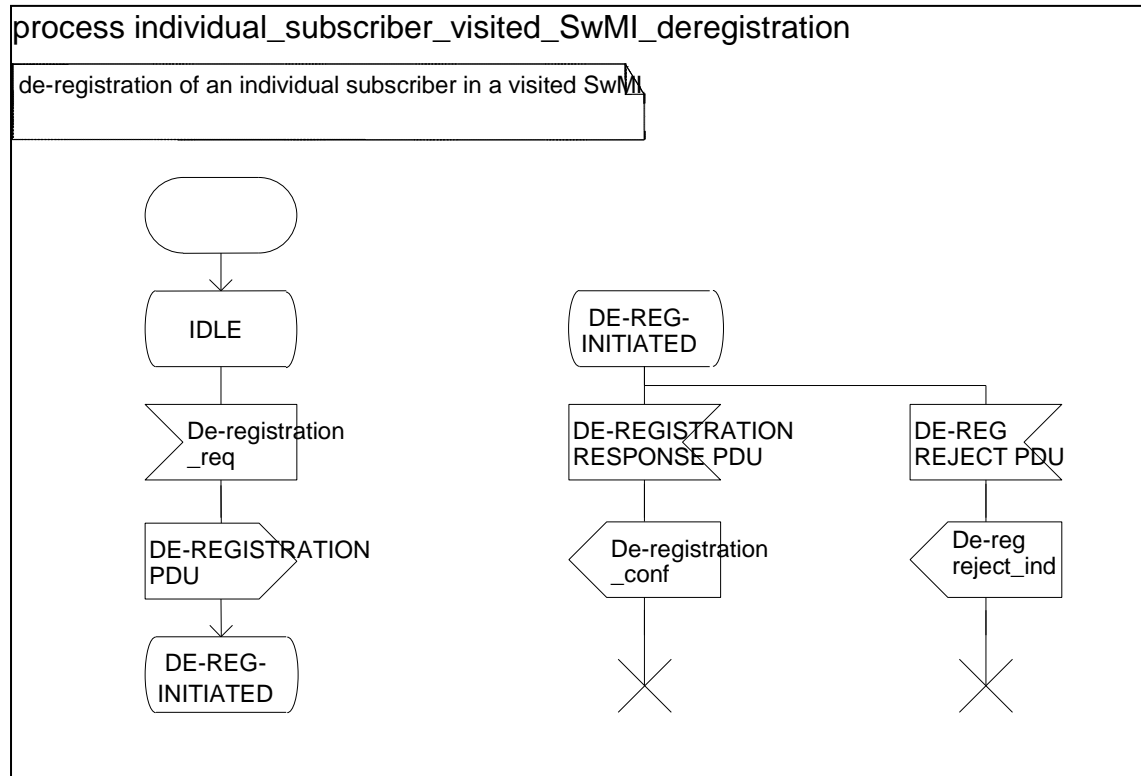 process individual_subscriber_visited_SwMI_deregistration
de-registration of an individual subscriber in a visited SwMI
IDLE
De-registration
_req
DE-REGISTRATION
PDU
DE-REG-
INITIATED
DE-REG-
INITIATED
DE-REGISTRATION
RESPONSE PDU
De-registration
_conf
DE-REG
REJECT PDU
De-reg
reject_ind